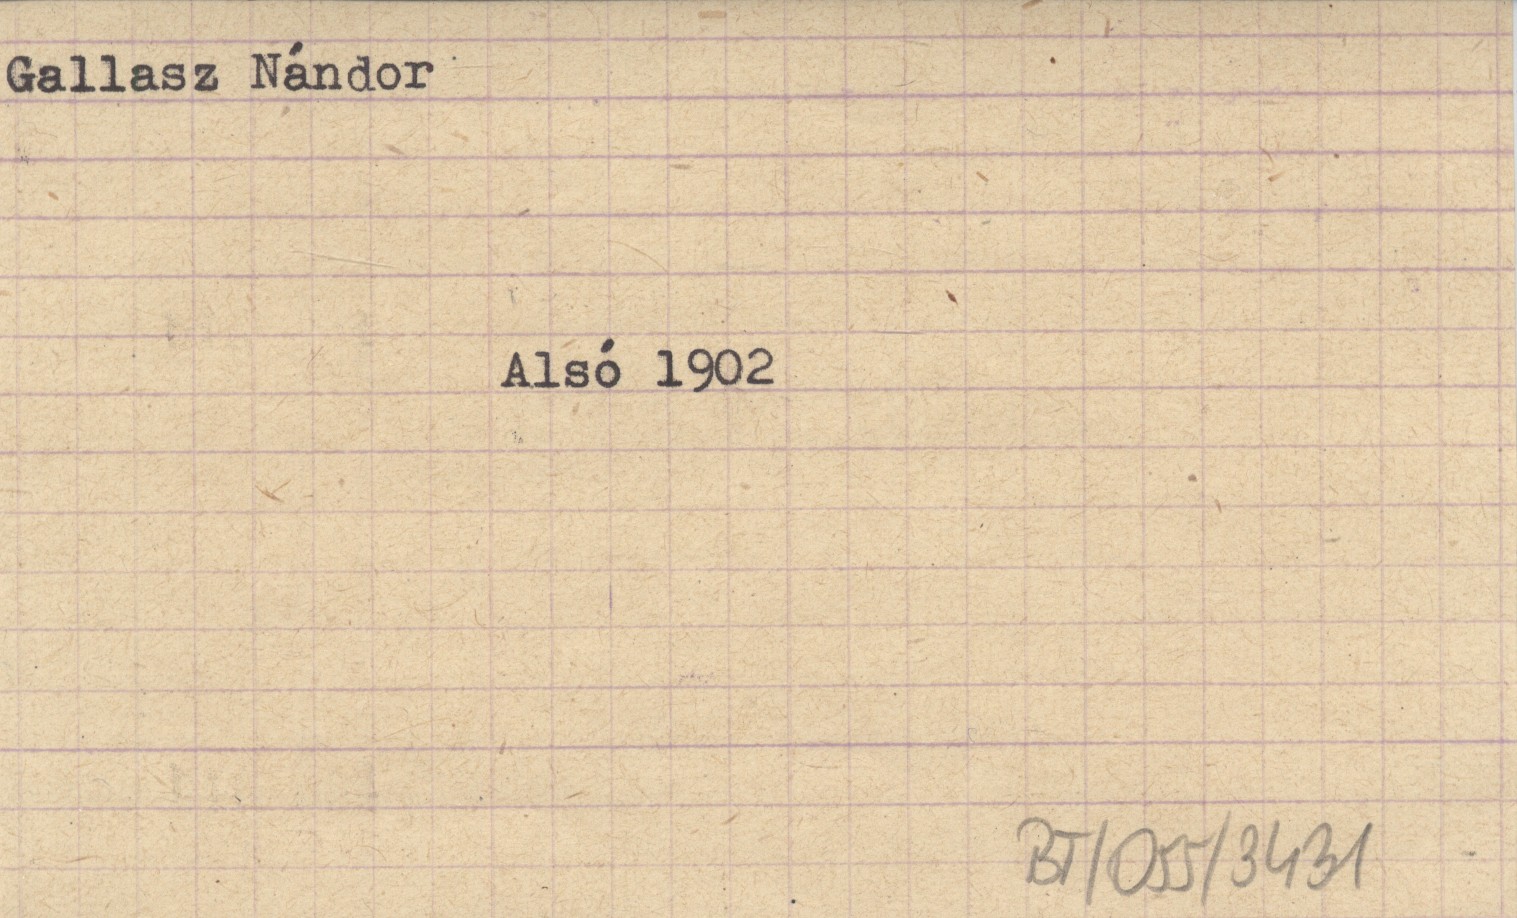 Gallasz Nándor
Alsó 1902
BT/055/3431